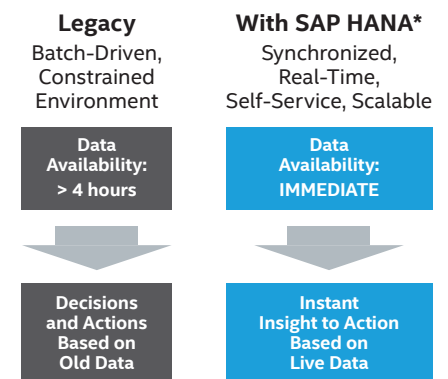 Legacy
Batch-Driven,
Constrained
Environment
Data
Availability:
> 4 hours
Decisions
and Actions
Based on
Old Data
With SAP HANA*
Synchronized,
Real-Time,
Self-Service, Scalable
Data
Availability:
IMMEDIATE
Instant
Insight to Action
Based on
Live Data